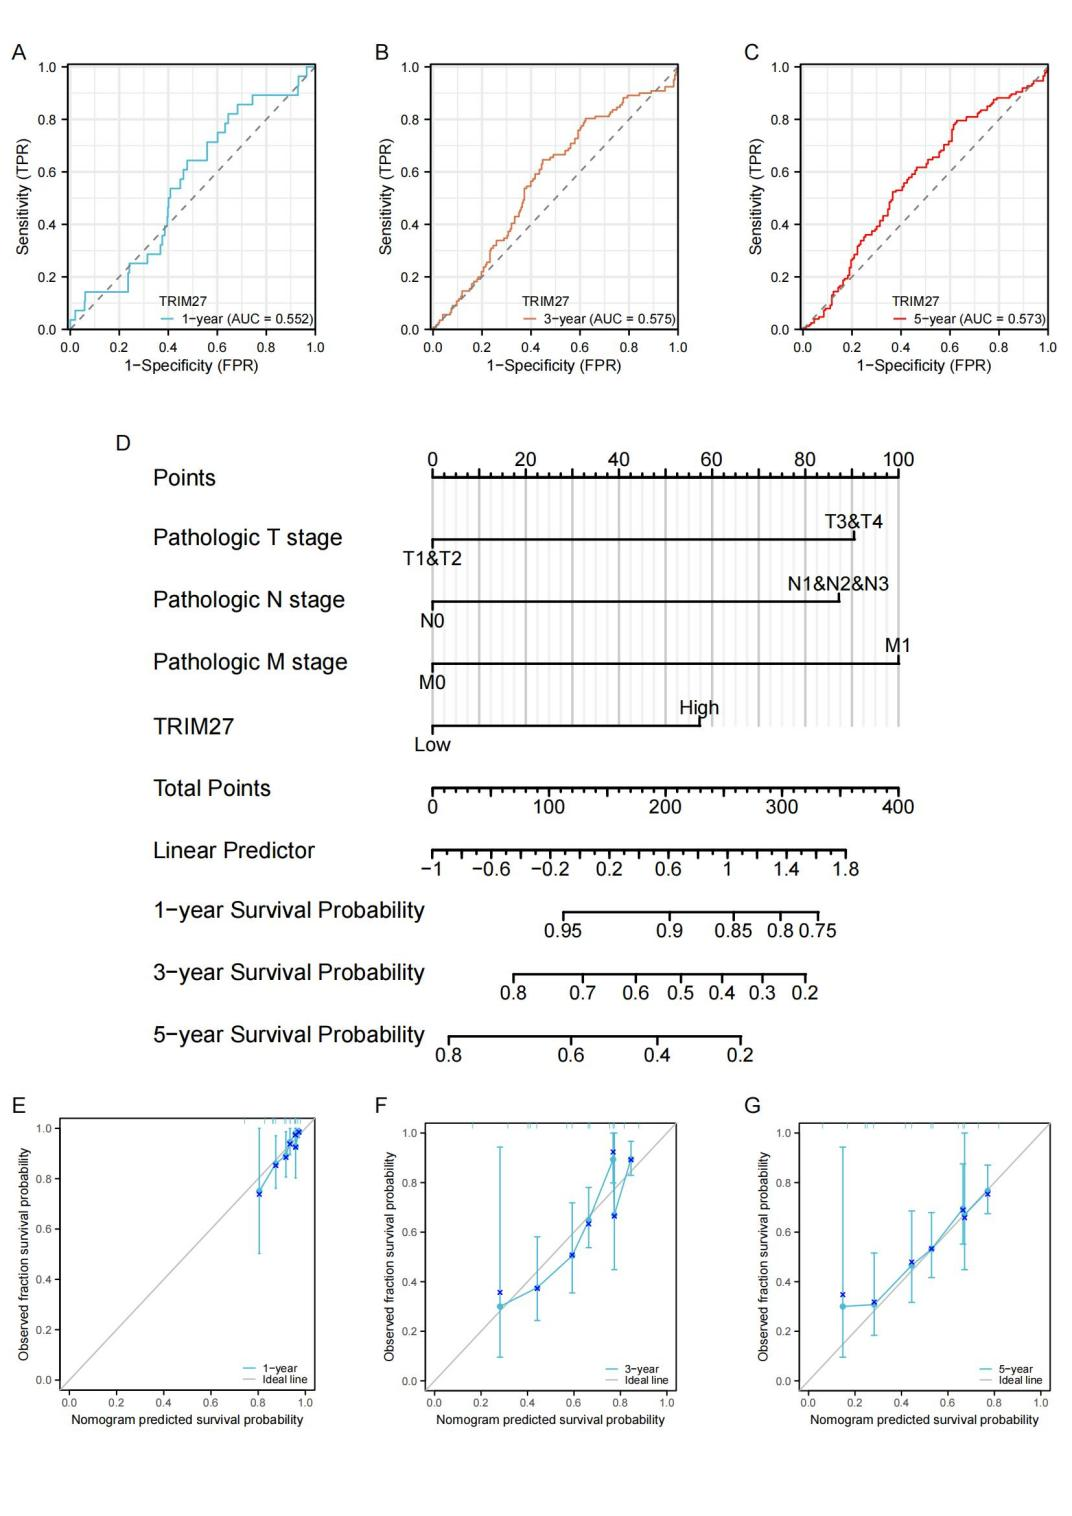 A
B
C
1.0
0.8
0.6
0.4
0.2
0.0
Sensitivity (TPR)
TRIM27
1−year (AUC = 0.552)
0.0 0.2 0.4 0.6 0.8 1.0
1−Specificity (FPR)
1.0
0.8
0.6
0.4
0.2
0.0
Sensitivity (TPR)
TRIM27
3−year (AUC = 0.575)
0.0 0.2 0.4 0.6 0.8 1.0
1−Specificity (FPR)
1.0
0.8
0.6
0.4
0.2
0.0
Sensitivity (TPR)
TRIM27
5−year (AUC = 0.573)
0.0 0.2 0.4 0.6 0.8 1.0
1−Specificity (FPR)
D
0 20 40 60 80 100
Points
T3&T4
Pathologic T stage
T1&T2
N1&N2&N3
Pathologic N stage
N0
M1
Pathologic M stage
M0
High
TRIM27
Low
Total Points
0 100 200 300 400
Linear Predictor
−1 −0.6 −0.2 0.2 0.6 1 1.4 1.8
1−year Survival Probability
0.95 0.9 0.85 0.8 0.75
3−year Survival Probability
0.8 0.7 0.6 0.5 0.4 0.3 0.2
5−year Survival Probability
0.8 0.6 0.4 0.2
E
F
G
1.0
0.8
0.6
0.4
0.2
0.0
Observed fraction survival probability
1−year
Ideal line
0.0 0.2 0.4 0.6 0.8 1.0
Nomogram predicted survival probability
1.0
0.8
0.6
0.4
0.2
0.0
Observed fraction survival probability
3−year
Ideal line
0.0 0.2 0.4 0.6 0.8 1.0
Nomogram predicted survival probability
1.0
0.8
0.6
0.4
0.2
0.0
Observed fraction survival probability
5−year
Ideal line
0.0 0.2 0.4 0.6 0.8 1.0
Nomogram predicted survival probability